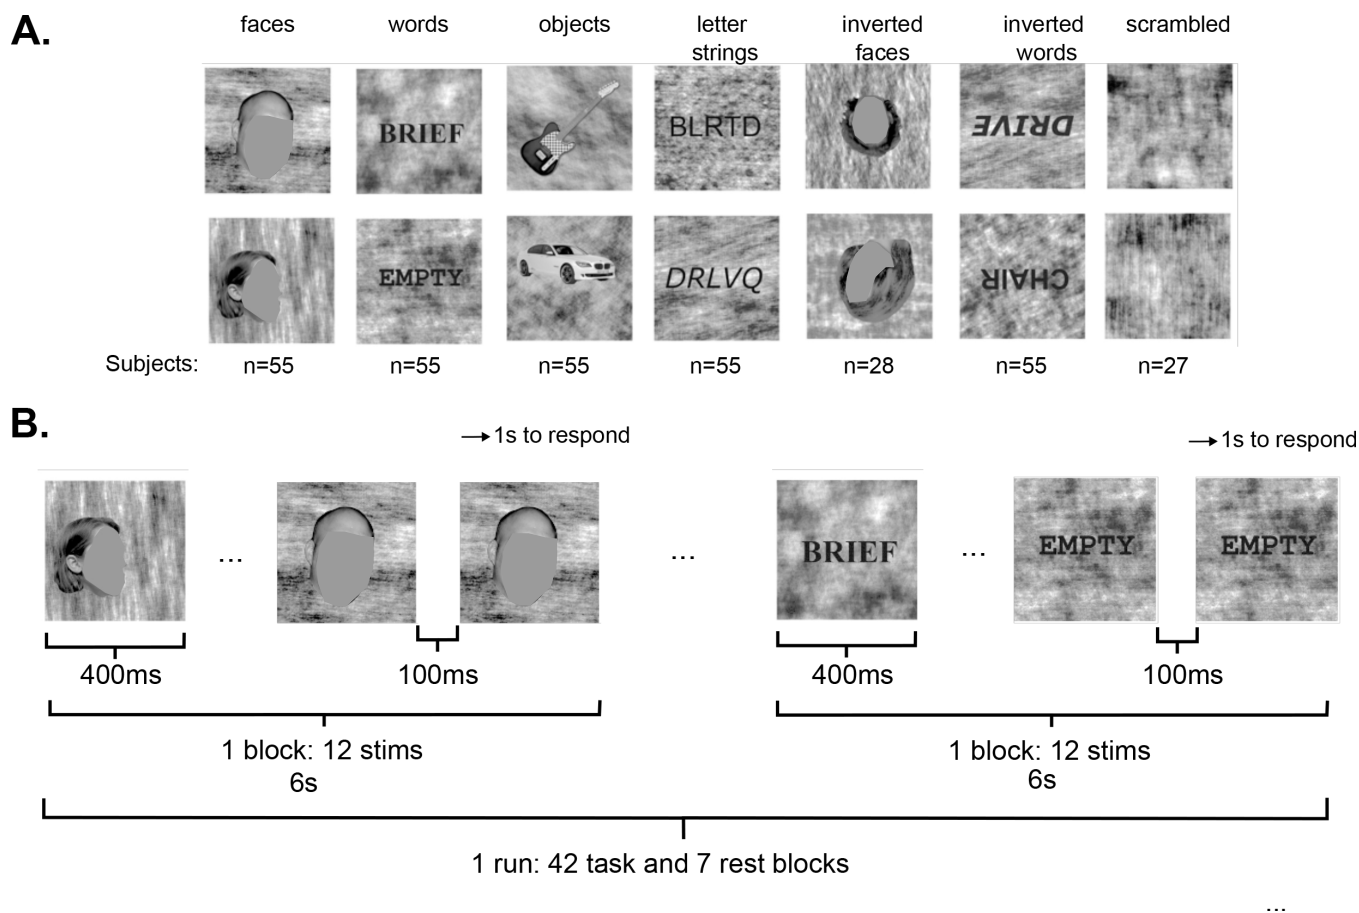 A.
faces words objects letter strings inverted faces inverted words scrambled
BRIEF BLRTD DRIVE
EMPTY DRLVQ CHAIR
Subjects: n=55 n=55 n=55 n=55 n=28 n=55 n=27
B.
→1s to respond →1s to respond
... ... BRIEF ... EMPTY EMPTY
400ms 100ms 400ms 100ms
1 block: 12 stims 1 block: 12 stims
6s 6s
1 run: 42 task and 7 rest blocks
...